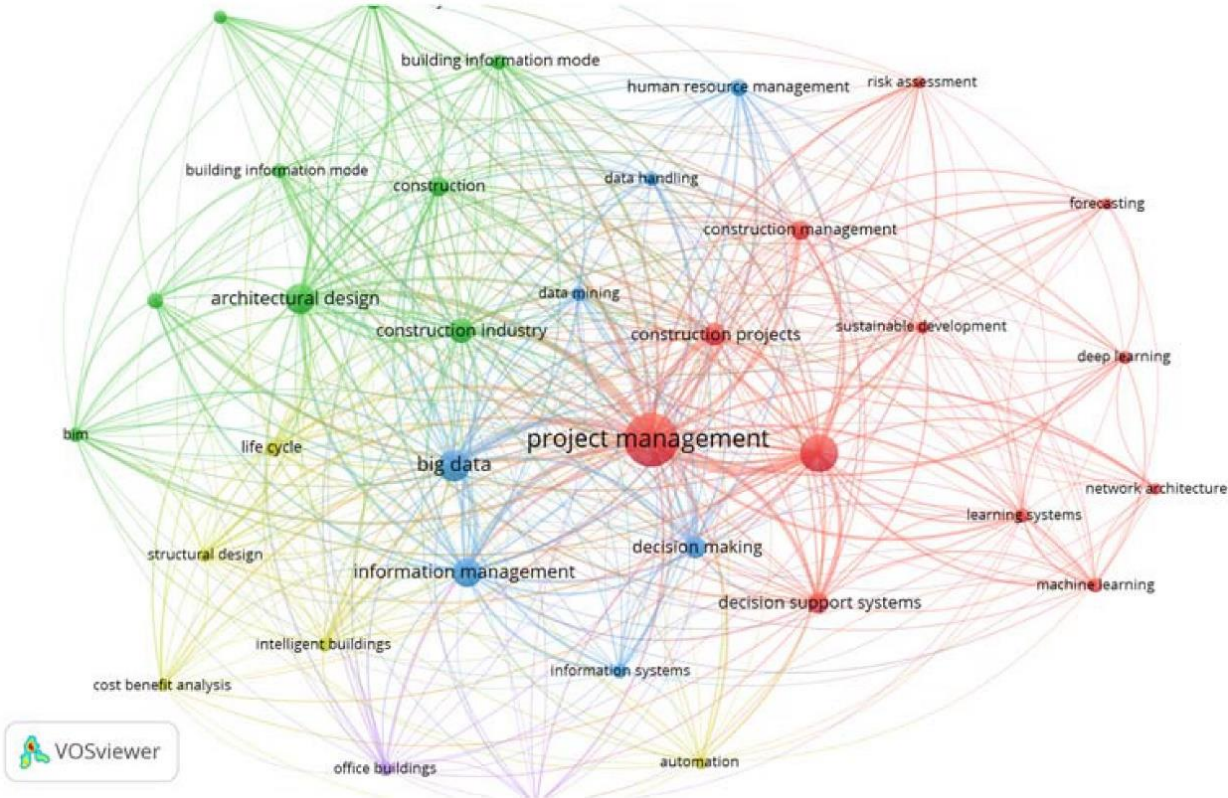 building information mode
human resource management
risk assessment
building information mode
construction
data handling
forecasting
construction management
architectural design
data mining
construction industry
construction projects
sustainable development
deep learning
bim
life cycle
big data
project management
network architecture
learning systems
structural design
information management
decision making
machine learning
decision support systems
intelligent buildings
information systems
cost benefit analysis
VOSviewer
office buildings
automation